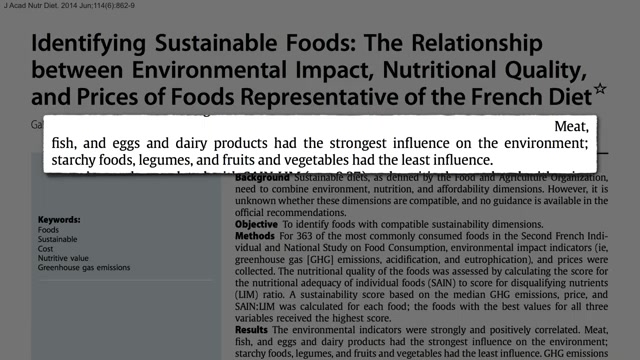 J Acad Nutr Diet. 2014 Jun;114(6):862-9
Identifying Sustainable Foods: The Relationship
between Environmental Impact, Nutritional Quality,
and Prices of Foods Representative of the French Diet☆
Meat,
fish, and eggs and dairy products had the strongest influence on the environment;
starchy foods, legumes, and fruits and vegetables had the least influence.
Background Sustainable diets, as defined by the Food and Agriculture Organization,
need to combine environment, nutrition, and affordability dimensions. However, it is
unknown whether these dimensions are compatible, and no guidance is available in the
official recommendations.
Objective To identify foods with compatible sustainability dimensions.
Methods For 363 of the most commonly consumed foods in the Second French Indi-
vidual and National Study on Food Consumption, environmental impact indicators (ie,
greenhouse gas [GHG] emissions, acidification, and eutrophication), and prices were
collected. The nutritional quality of the foods was assessed by calculating the score for
the nutritional adequacy of individual foods (SAIN) to score for disqualifying nutrients
(LIM) ratio. A sustainability score based on the median GHG emissions, price, and
SAIN:LIM was calculated for each food; the foods with the best values for all three
variables received the highest score.
Results The environmental indicators were strongly and positively correlated. Meat,
fish, and eggs and dairy products had the strongest influence on the environment;
starchy foods, legumes, and fruits and vegetables had the least influence. GHG emissions
Keywords:
Foods
Sustainable
Cost
Nutritive value
Greenhouse gas emissions